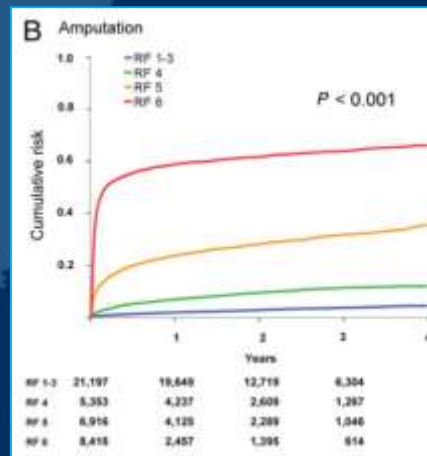 B Amputation
RF 1-3
RF 4
RF 5
RF 6
P < 0.001
Cumulative risk
1.0
0.8
0.6
0.4
0.2
1 2 3 4
Years
RF 1-3 21,197 19,649 12,719 6,304
RF 4 5,353 4,237 2,609 1,267
RF 5 6,916 4,125 2,289 1,046
RF 6 8,415 2,457 1,395 614